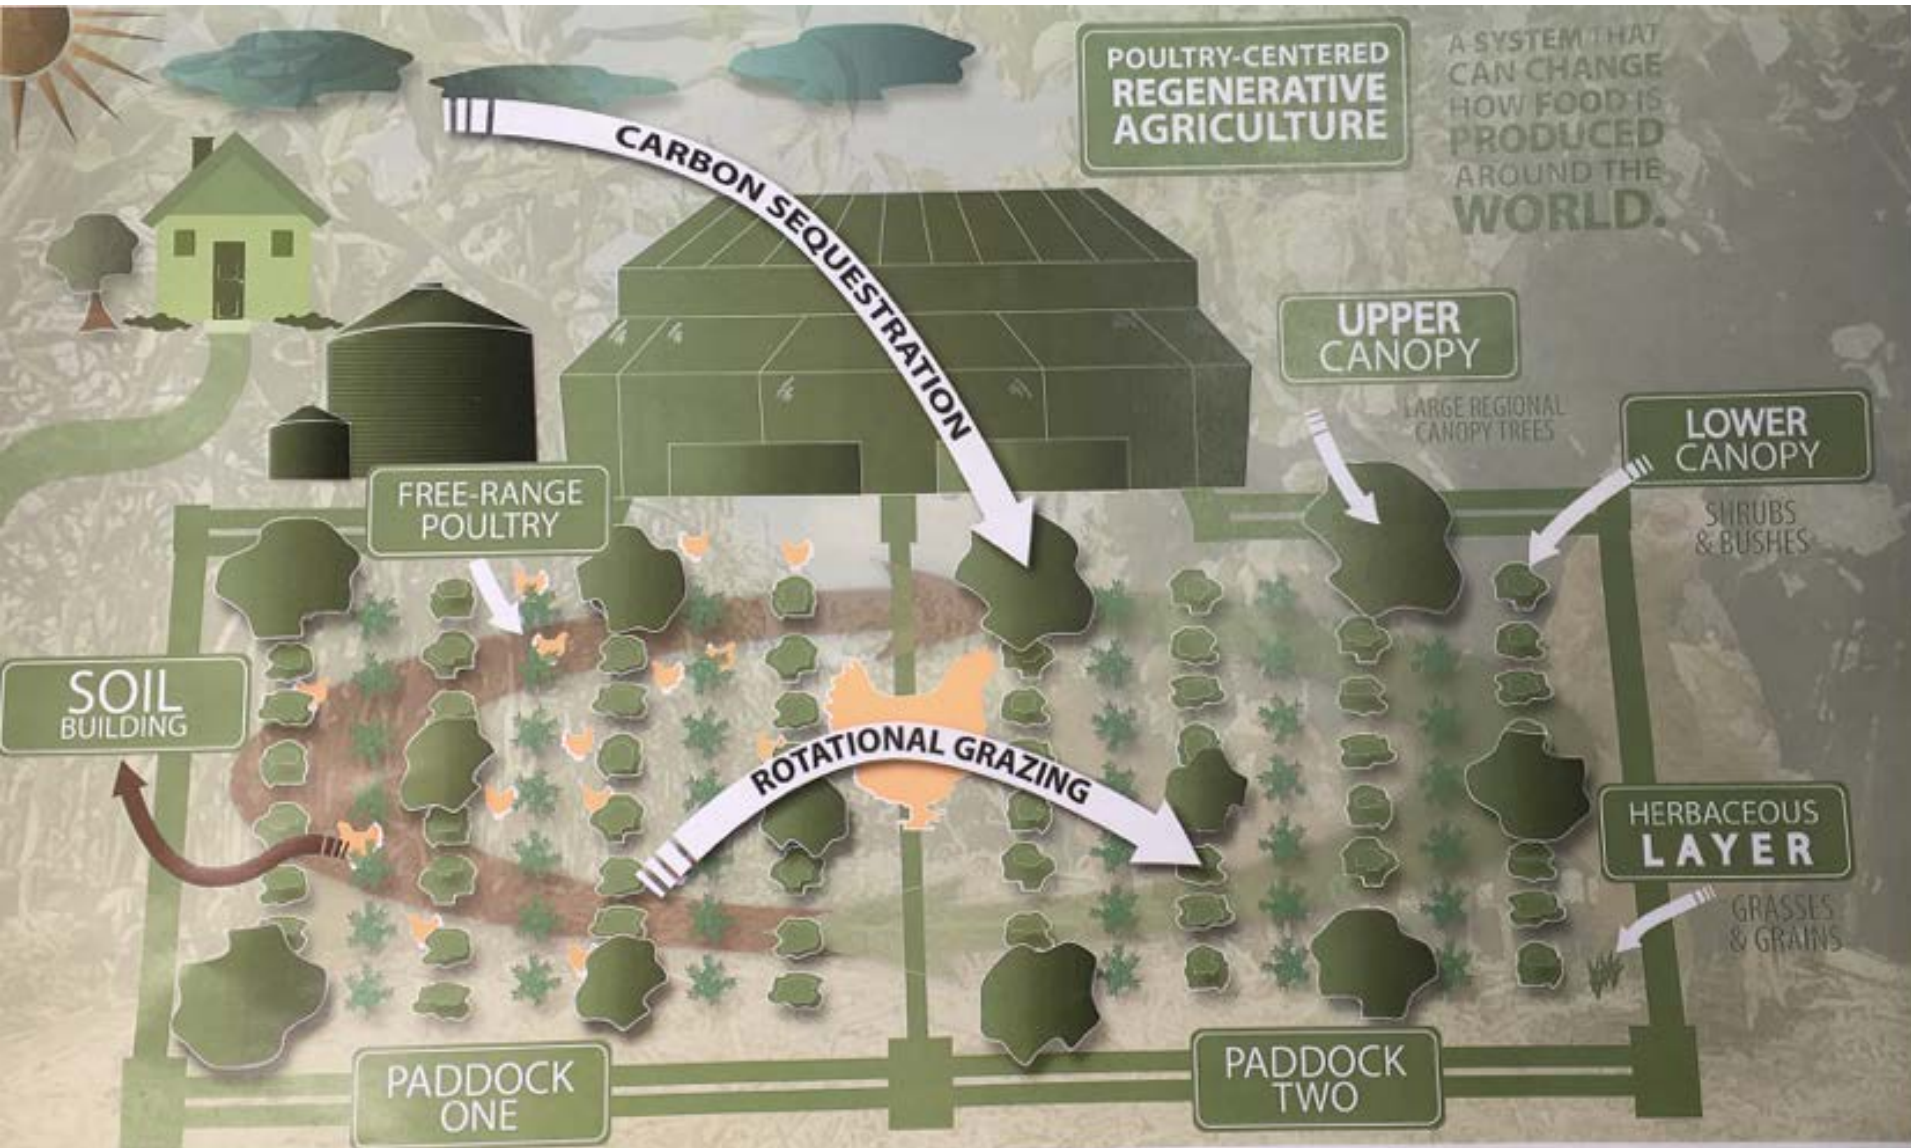 POULTRY-CENTERED
REGENERATIVE
AGRICULTURE
A SYSTEM THAT
CAN CHANGE
HOW FOOD IS
PRODUCED
AROUND THE
WORLD.
CARBON SEQUESTRATION
UPPER
CANOPY
LARGE REGIONAL
CANOPY TREES
LOWER
CANOPY
SHRUBS
& BUSHES
FREE-RANGE
POULTRY
SOIL
BUILDING
ROTATIONAL GRAZING
HERBACEOUS
LAYER
GRASSES
& GRAINS
PADDOCK
ONE
PADDOCK
TWO